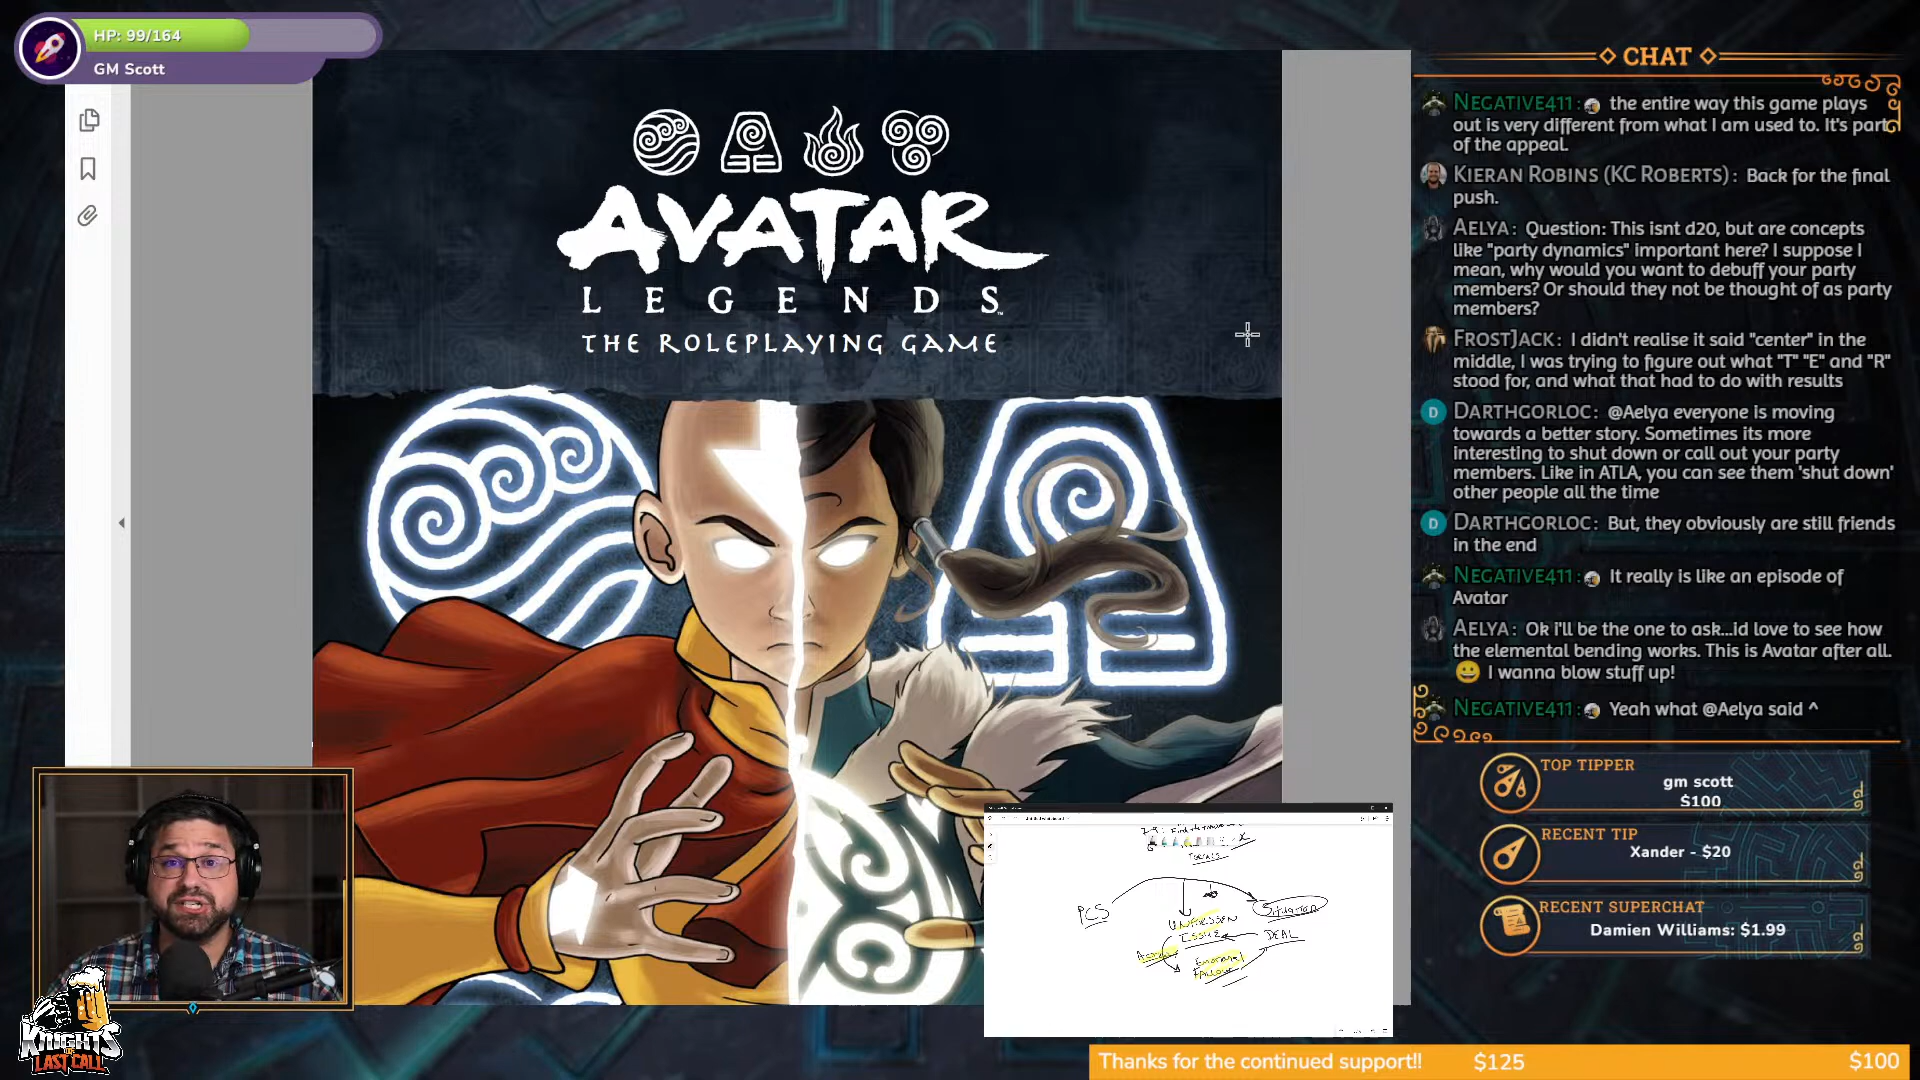 HP: 99/164
GM Scott
AVATAR
LEGENDS
THE ROLEPLAYING GAME
CHAT
NEGATIVE411: the entire way this game plays
out is very different from what I am used to. It's part
of the appeal.
KIERAN ROBINS (KC ROBERTS): Back for the final
push.
AELYA: Question: This isnt d20, but are concepts
like "party dynamics" important here? I suppose I
mean, why would you want to debuff your party
members? Or should they not be thought of as party
members?
FROSTJACK: I didn't realise it said "center" in the
middle, I was trying to figure out what "T" "E" and "R"
stood for, and what that had to do with results
DARTHGORLOC: @Aelya everyone is moving
towards a better story. Sometimes its more
interesting to shut down or call out your party
members. Like in ATLA, you can see them 'shut down'
other people all the time
DARTHGORLOC: But, they obviously are still friends
in the end
NEGATIVE411: It really is like an episode of
Avatar
AELYA: Ok i'll be the one to ask...id love to see how
the elemental bending works. This is Avatar after all.
😀 I wanna blow stuff up!
NEGATIVE411: Yeah what @Aelya said ^
TOP TIPPER
gm scott
$100
RECENT TIP
Xander - $20
RECENT SUPERCHAT
Damien Williams: $1.99
PCS
SITUATION
UNFORESEEN
ISSUE
DEAL
EMOTIONAL
FALLOUT
KNIGHTS
OF
LAST CALL
Thanks for the continued support!! $125 $100